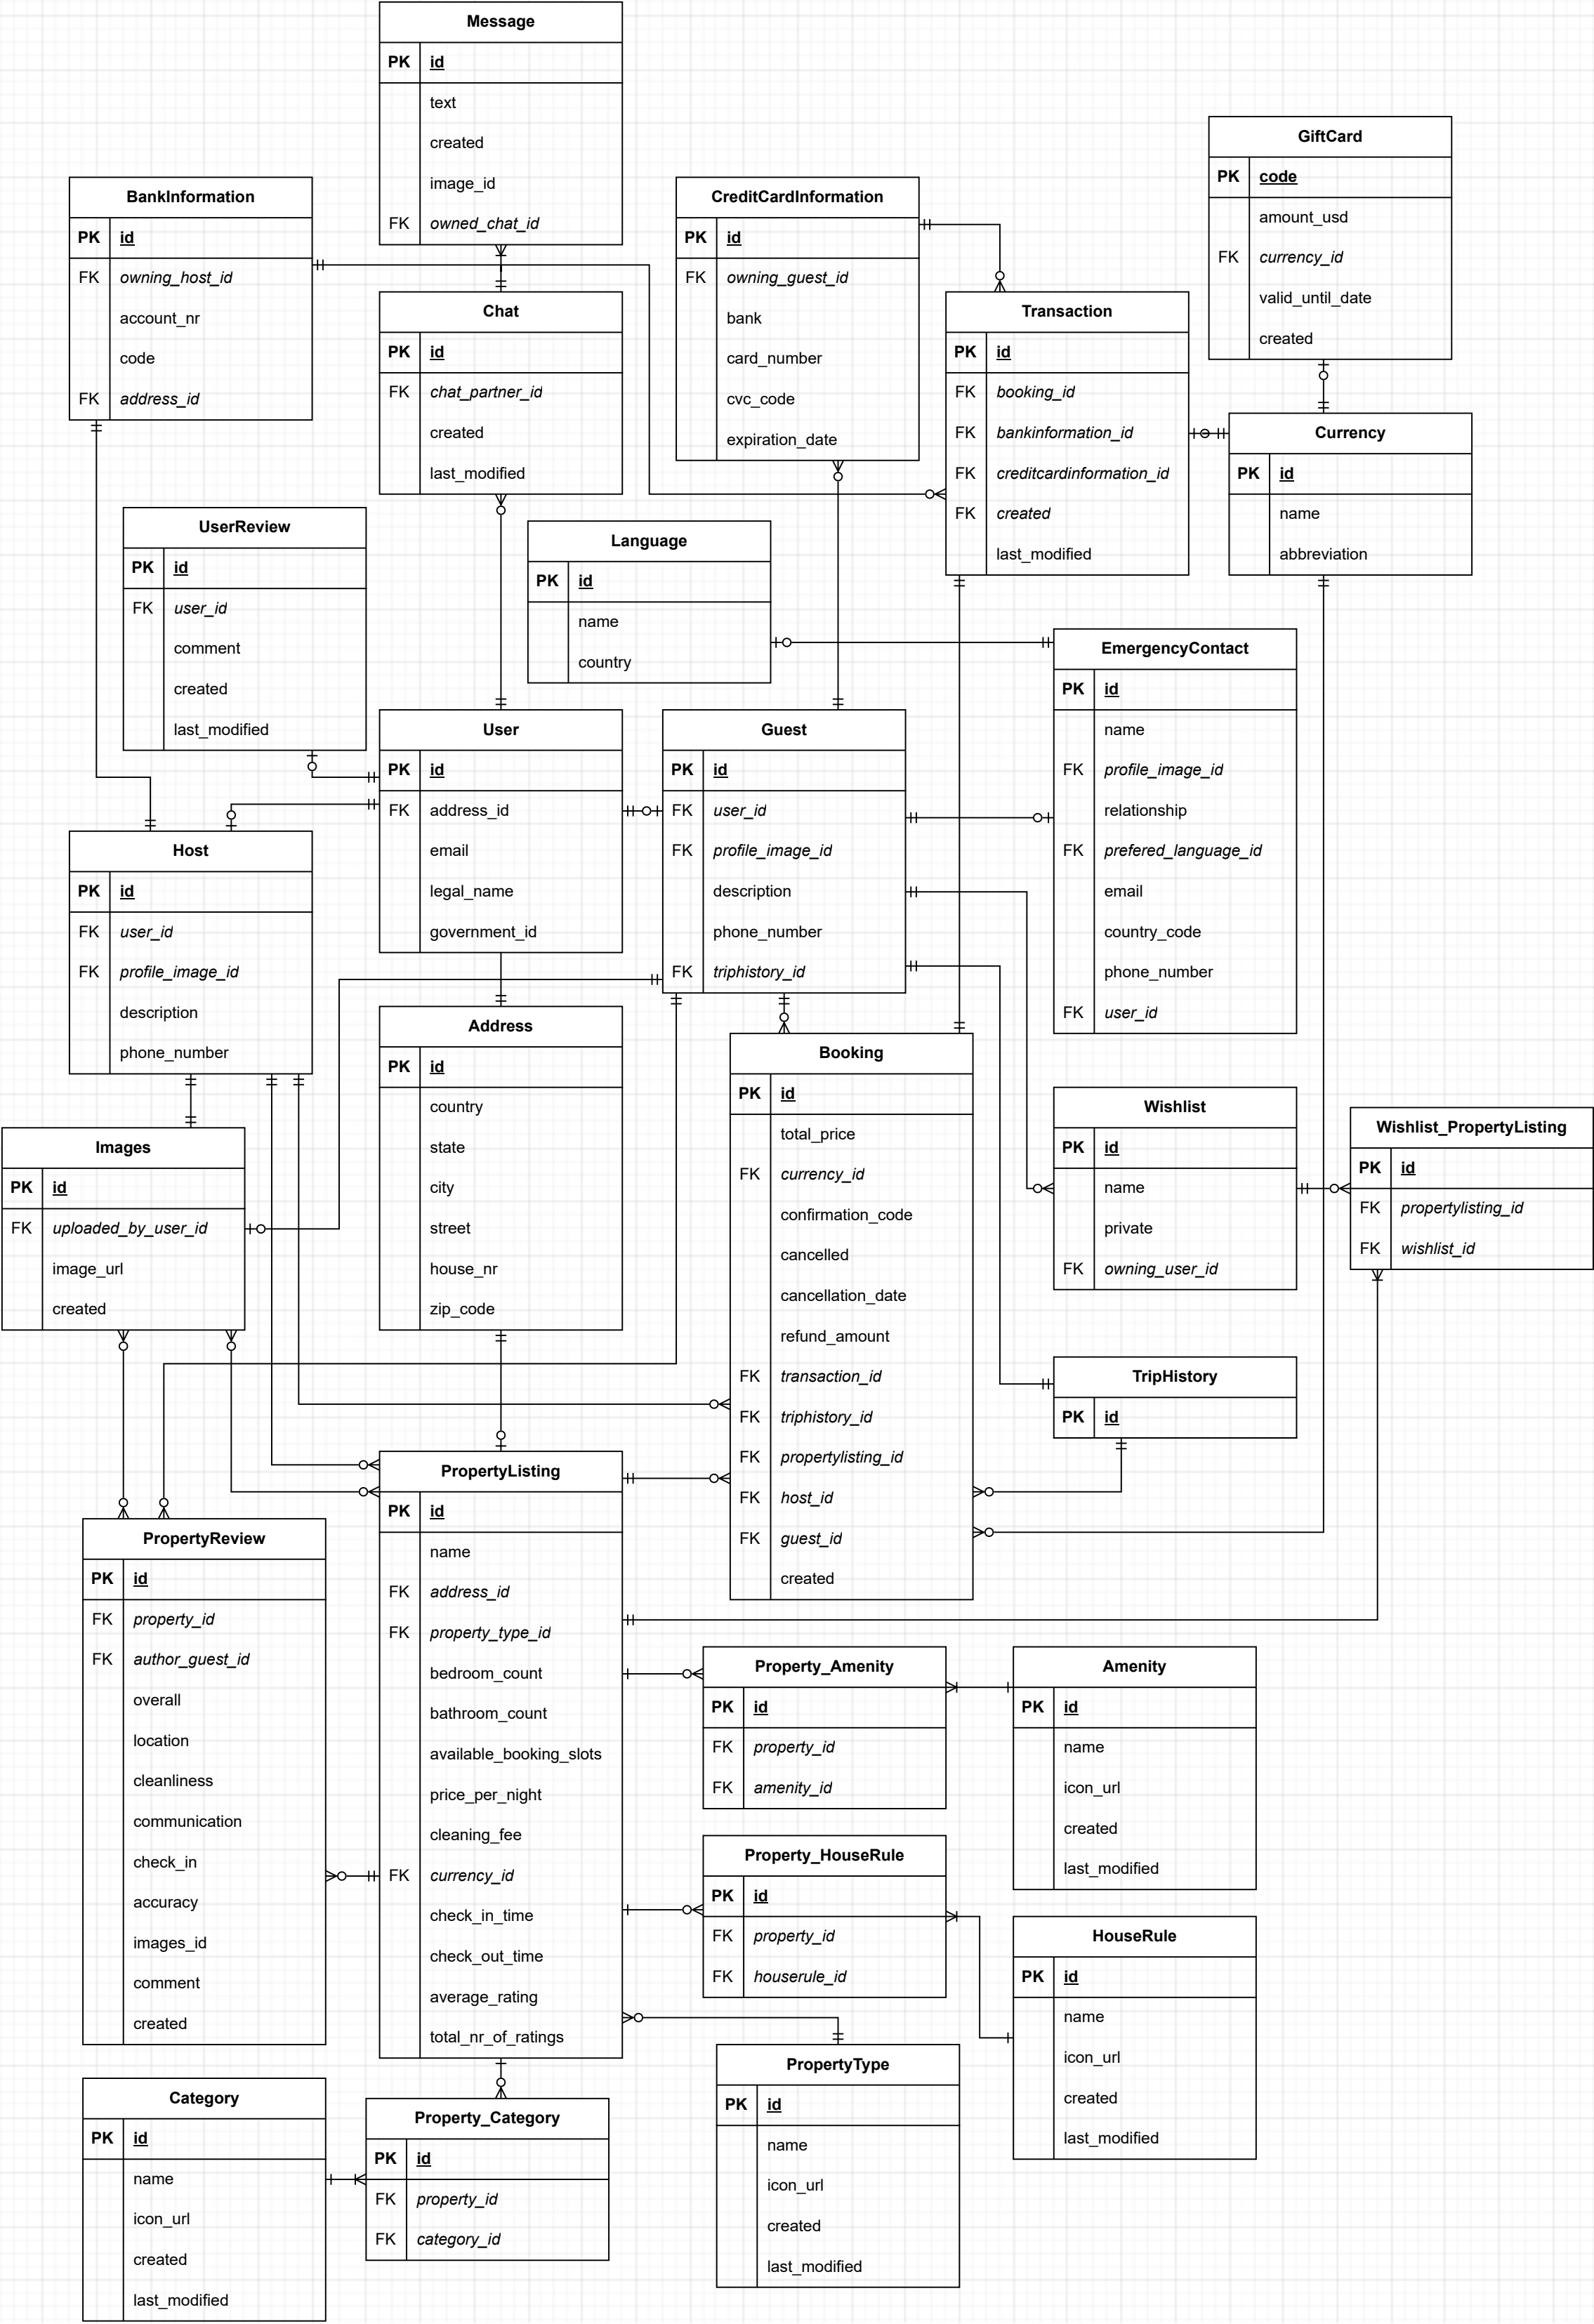 Message
PK id
text
created
image_id
FK owned_chat_id
GiftCard
PK code
amount_usd
FK currency_id
valid_until_date
created
BankInformation
PK id
FK owning_host_id
account_nr
code
FK address_id
CreditCardInformation
PK id
FK owning_guest_id
bank
card_number
cvc_code
expiration_date
Chat
PK id
FK chat_partner_id
created
last_modified
Transaction
PK id
FK booking_id
FK bankinformation_id
FK creditcardinformation_id
FK created
last_modified
Currency
PK id
name
abbreviation
UserReview
PK id
FK user_id
comment
created
last_modified
Language
PK id
name
country
EmergencyContact
PK id
name
FK profile_image_id
relationship
FK prefered_language_id
email
country_code
phone_number
FK user_id
User
PK id
FK address_id
email
legal_name
government_id
Guest
PK id
FK user_id
FK profile_image_id
description
phone_number
FK triphistory_id
Host
PK id
FK user_id
FK profile_image_id
description
phone_number
Address
PK id
country
state
city
street
house_nr
zip_code
Booking
PK id
total_price
FK currency_id
confirmation_code
cancelled
cancellation_date
refund_amount
FK transaction_id
FK triphistory_id
FK propertylisting_id
FK host_id
FK guest_id
created
Wishlist
PK id
name
private
FK owning_user_id
Wishlist_PropertyListing
PK id
FK propertylisting_id
FK wishlist_id
Images
PK id
FK uploaded_by_user_id
image_url
created
TripHistory
PK id
PropertyListing
PK id
name
FK address_id
FK property_type_id
bedroom_count
bathroom_count
available_booking_slots
price_per_night
cleaning_fee
FK currency_id
check_in_time
check_out_time
average_rating
total_nr_of_ratings
PropertyReview
PK id
FK property_id
FK author_guest_id
overall
location
cleanliness
communication
check_in
accuracy
images_id
comment
created
Property_Amenity
PK id
FK property_id
FK amenity_id
Amenity
PK id
name
icon_url
created
last_modified
Property_HouseRule
PK id
FK property_id
FK houserule_id
HouseRule
PK id
name
icon_url
created
last_modified
PropertyType
PK id
name
icon_url
created
last_modified
Category
PK id
name
icon_url
created
last_modified
Property_Category
PK id
FK property_id
FK category_id